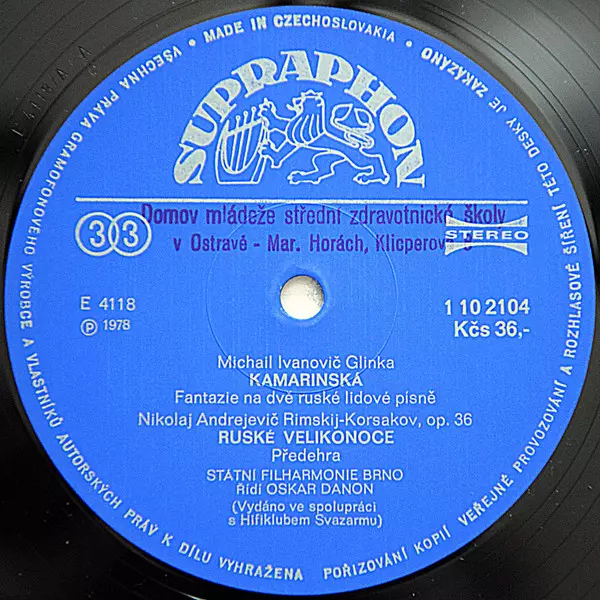 • MADE IN CZECHOSLOVAKIA •
VŠECHNA PRÁVA GRAMOFONOVÉHO VÝROBCE A VLASTNÍKŮ AUTORSKÝCH PRÁV K DÍLU VYHRAŽENA
POŘIZOVÁNÍ KOPIÍ VEŘEJNÉ PROVOZOVÁNÍ A ROZHLASOVÉ ŠÍŘENÍ TÉTO DESKY JE ZAKÁZÁNO
SUPRAPHON
33
Domov mládeže střední zdravotnické školy
v Ostravě - Mar. Horách, Klicperov
STEREO
E 4118
Ⓟ 1978
1 10 2104
Kčs 36,-
Michail Ivanovič Glinka
KAMARINSKÁ
Fantazie na dvě ruské lidové písně
Nikolaj Andrejevič Rimskij-Korsakov, op. 36
RUSKÉ VELIKONOCE
Předehra
STÁTNÍ FILHARMONIE BRNO
Řídí OSKAR DANON
(Vydáno ve spolupráci
s Hifiklubem Svazarmu)